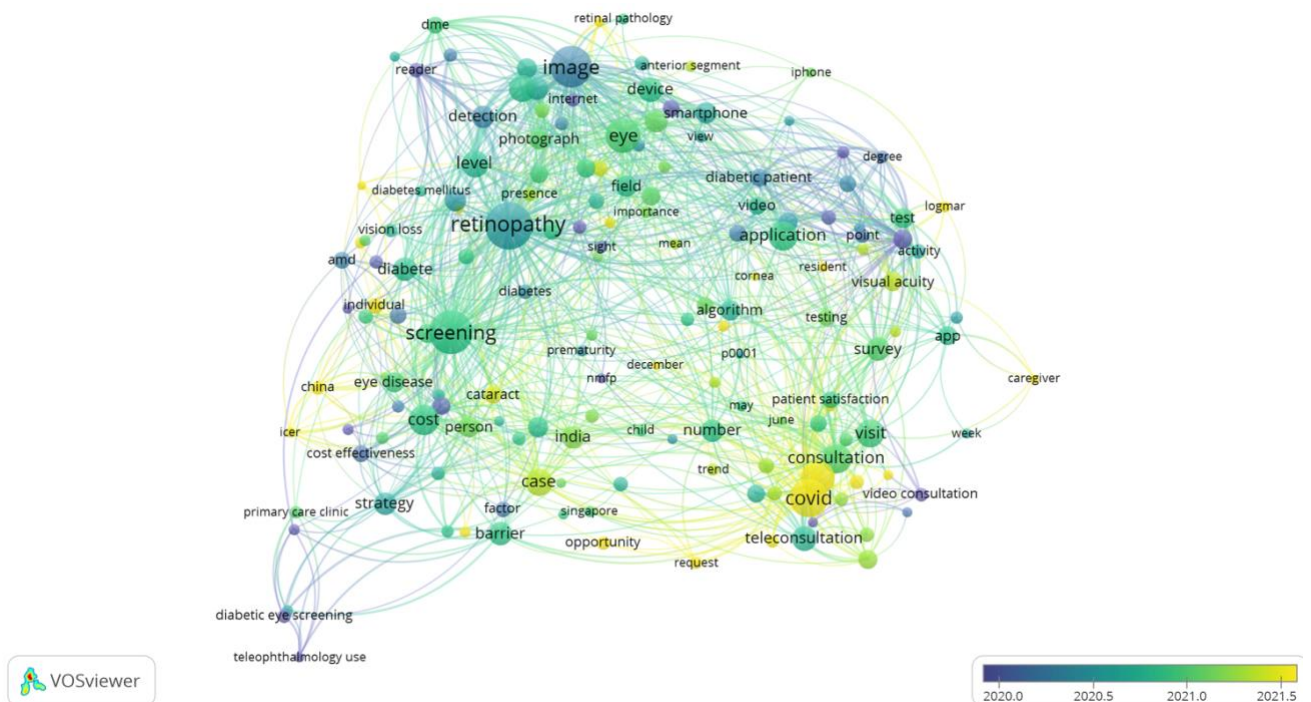 retinal pathology
dme
image
anterior segment
reader
iphone
internet
device
detection
smartphone
photograph
eye
view
level
degree
diabetic patient
diabetes mellitus
presence
field
video
logmar
importance
test
retinopathy
vision loss
application
point
sight
mean
activity
amd
diabete
resident
cornea
visual acuity
diabetes
individual
algorithm
testing
screening
app
prematurity
p0001
survey
december
nmfp
caregiver
china
eye disease
cataract
patient satisfaction
may
cost
person
june
icer
india
child
number
visit
week
cost effectiveness
consultation
trend
case
video consultation
covid
strategy
primary care clinic
factor
singapore
barrier
opportunity
teleconsultation
request
diabetic eye screening
teleophthalmology use
VOSviewer
2020.0 2020.5 2021.0 2021.5